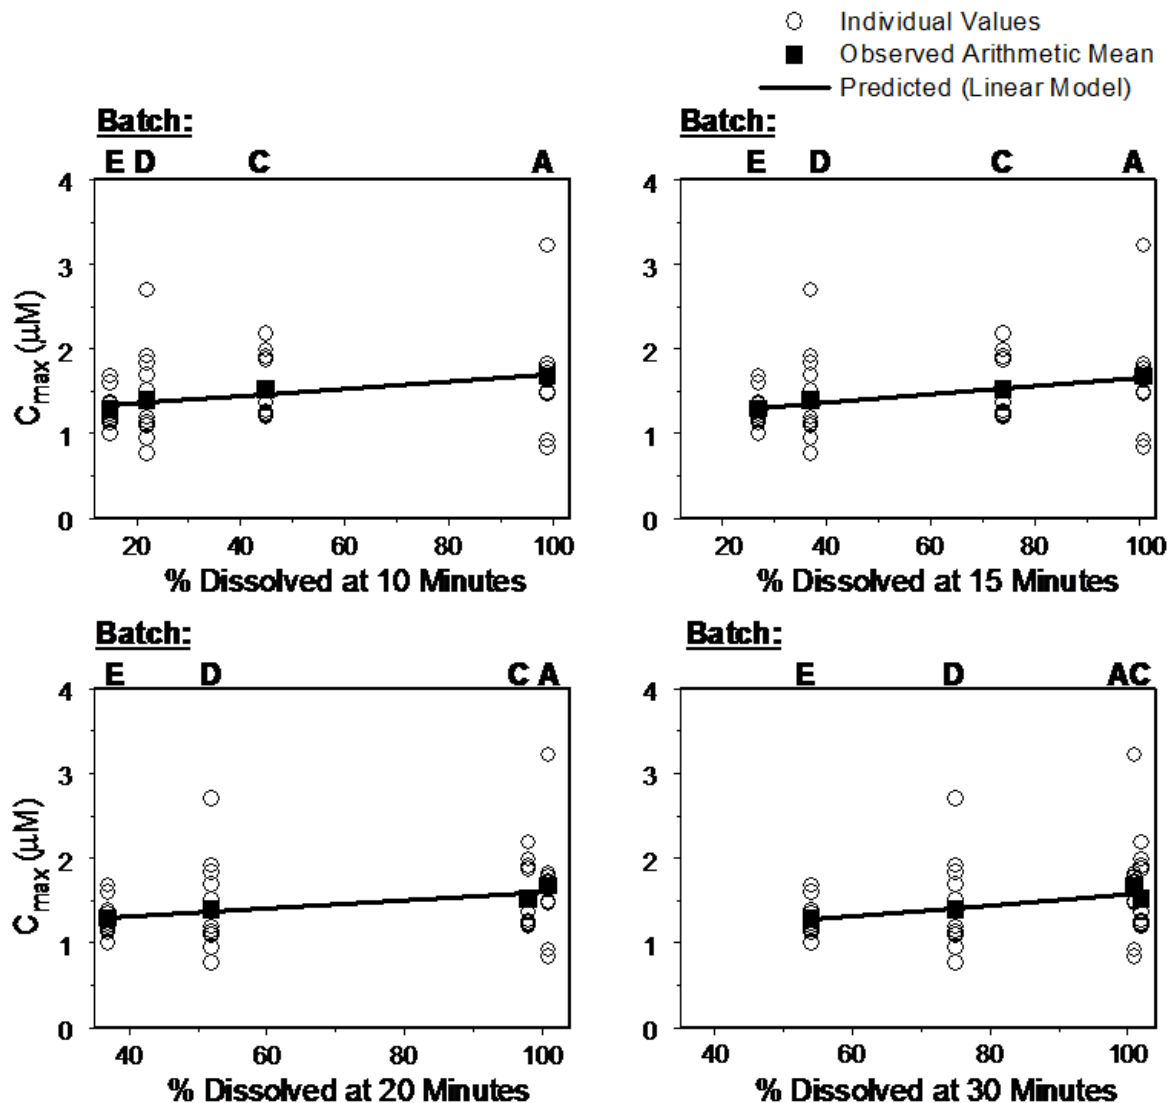 Individual Values
Observed Arithmetic Mean
Predicted (Linear Model)
Batch:
E D C A
4
3
2
1
0
Cmax (μM)
20 40 60 80 100
% Dissolved at 10 Minutes
Batch:
E D C A
4
3
2
1
0
20 40 60 80 100
% Dissolved at 15 Minutes
Batch:
E D C A
4
3
2
1
0
Cmax (μM)
40 60 80 100
% Dissolved at 20 Minutes
Batch:
E D A C
4
3
2
1
0
40 60 80 100
% Dissolved at 30 Minutes